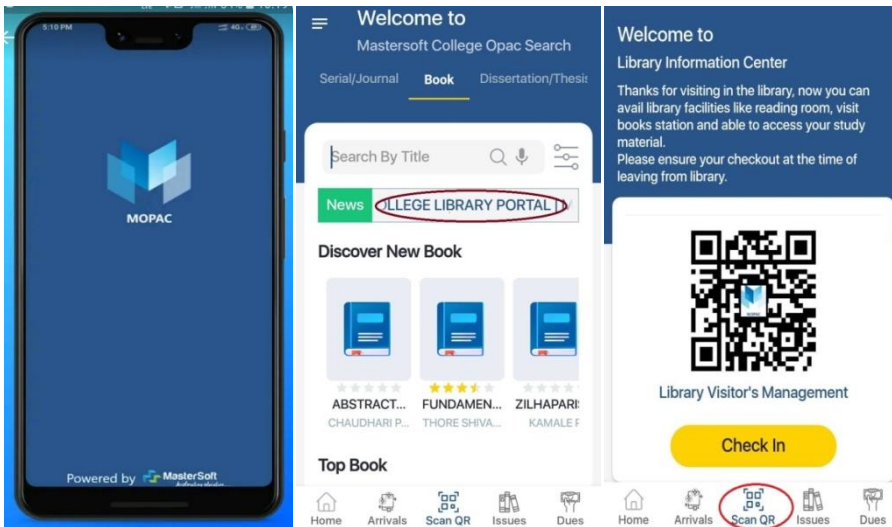 5:10 PM
MOPAC
Powered by MasterSoft
Welcome to
Mastersoft College Opac Search
Serial/Journal Book Dissertation/Thesis
Search By Title
News OLLEGE LIBRARY PORTAL
Discover New Book
ABSTRACT... FUNDAMEN... ZILHAPARI
CHAUDHARI P... THORE SHIVA... KAMALE
Top Book
Home Arrivals Scan QR Issues Dues
Welcome to
Library Information Center
Thanks for visiting in the library, now you can
avail library facilities like reading room, visit
books station and able to access your study
material.
Please ensure your checkout at the time of
leaving from library.
MOPAC
Library Visitor's Management
Check In
Home Arrivals Scan QR Issues Dues